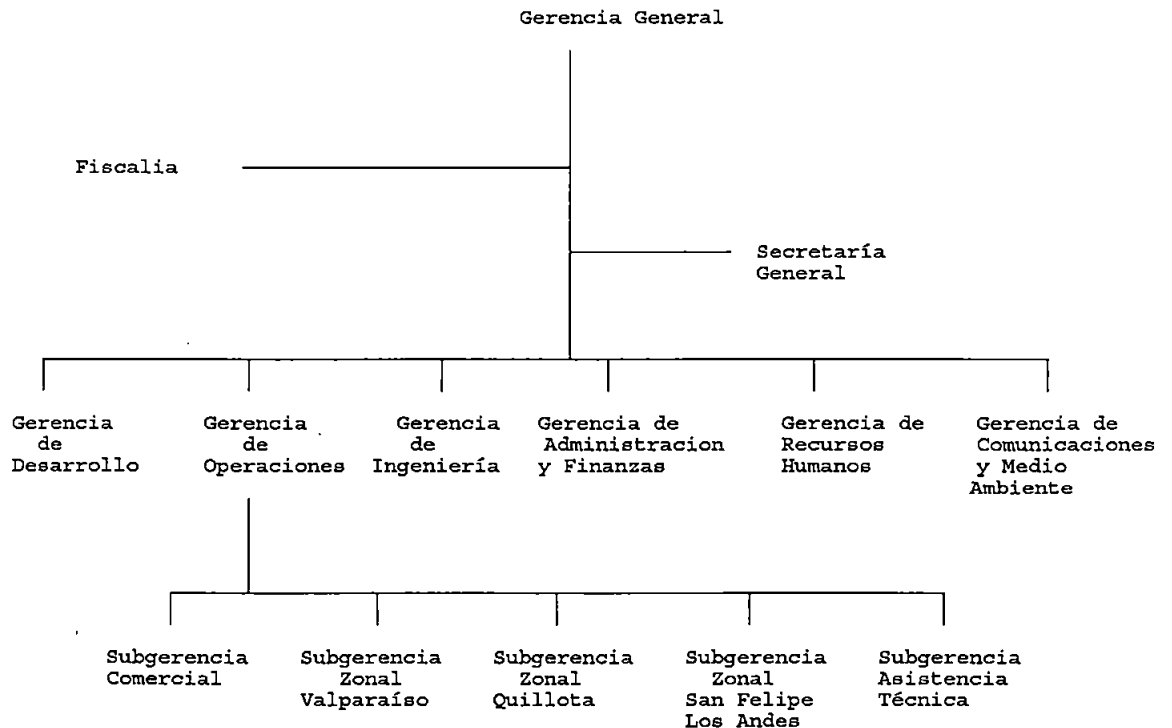 Gerencia General
Fiscalia
Secretaría
General
Gerencia
de
Desarrollo
Gerencia
de
Operaciones
Gerencia
de
Ingeniería
Gerencia de
Administracion
y Finanzas
Gerencia de
Recursos
Humanos
Gerencia de
Comunicaciones
y Medio
Ambiente
Subgerencia
Comercial
Subgerencia
Zonal
Valparaíso
Subgerencia
Zonal
Quillota
Subgerencia
Zonal
San Felipe
Los Andes
Subgerencia
Asistencia
Técnica